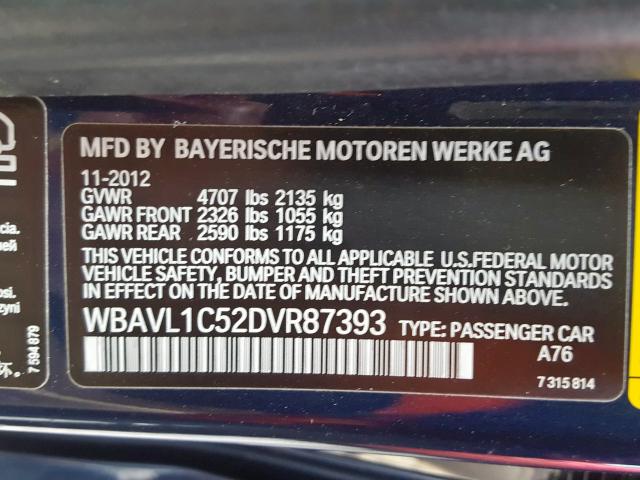 MFD BY BAYERISCHE MOTOREN WERKE AG
11-2012
GVWR 4707 lbs 2135 kg
GAWR FRONT 2326 lbs 1055 kg
GAWR REAR 2590 lbs 1175 kg
THIS VEHICLE CONFORMS TO ALL APPLICABLE U.S.FEDERAL MOTOR
VEHICLE SAFETY, BUMPER AND THEFT PREVENTION STANDARDS
IN EFFECT ON THE DATE OF MANUFACTURE SHOWN ABOVE.
WBAVL1C52DVR87393 TYPE: PASSENGER CAR
A76
7 315 814
7 594 879